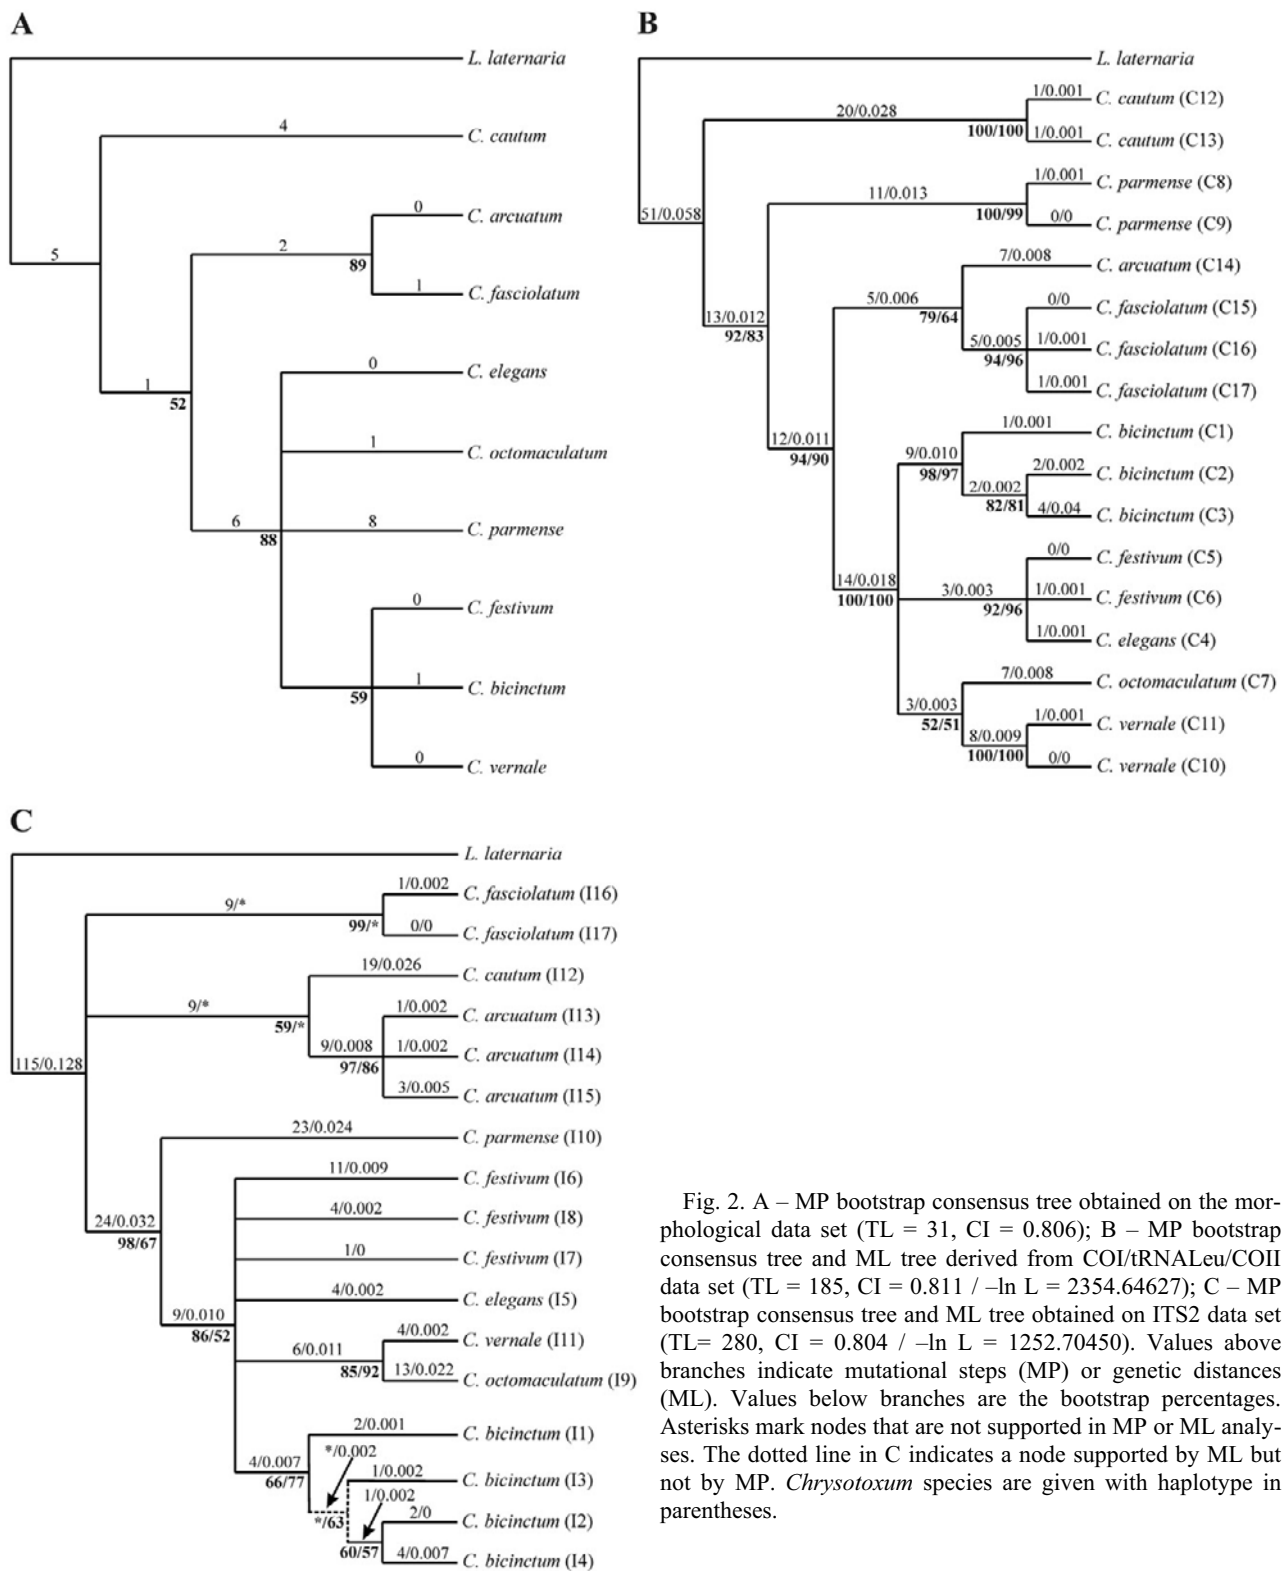 A
L. laternaria
4
C. cautum
0
C. arcuatum
2
5
89
1
C. fasciolatum
0
C. elegans
1
52
1
C. octomaculatum
6
8
C. parmense
88
0
C. festivum
1
C. bicinctum
59
0
C. vernale
B
L. laternaria
1/0.001
C. cautum (C12)
20/0.028
100/100
1/0.001
C. cautum (C13)
1/0.001
C. parmense (C8)
11/0.013
100/99
0/0
C. parmense (C9)
51/0.058
7/0.008
C. arcuatum (C14)
5/0.006
79/64
0/0
C. fasciolatum (C15)
13/0.012
92/83
5/0.005
94/96
1/0.001
C. fasciolatum (C16)
1/0.001
C. fasciolatum (C17)
1/0.001
C. bicinctum (C1)
12/0.011
94/90
9/0.010
98/97
2/0.002
C. bicinctum (C2)
2/0.002
82/81
4/0.04
C. bicinctum (C3)
0/0
C. festivum (C5)
14/0.018
100/100
3/0.003
92/96
1/0.001
C. festivum (C6)
1/0.001
C. elegans (C4)
7/0.008
C. octomaculatum (C7)
3/0.003
52/51
1/0.001
C. vernale (C11)
8/0.009
100/100
0/0
C. vernale (C10)
C
L. laternaria
1/0.002
C. fasciolatum (I16)
9/*
99/*
0/0
C. fasciolatum (I17)
19/0.026
C. cautum (I12)
9/*
59/*
1/0.002
C. arcuatum (I13)
9/0.008
97/86
1/0.002
C. arcuatum (I14)
115/0.128
3/0.005
C. arcuatum (I15)
23/0.024
C. parmense (I10)
11/0.009
C. festivum (I6)
24/0.032
98/67
4/0.002
C. festivum (I8)
1/0
C. festivum (I7)
4/0.002
C. elegans (I5)
9/0.010
86/52
4/0.002
C. vernale (I11)
6/0.011
85/92
13/0.022
C. octomaculatum (I9)
2/0.001
C. bicinctum (I1)
4/0.007
66/77
*/0.002
1/0.002
C. bicinctum (I3)
*/63
1/0.002
2/0
C. bicinctum (I2)
60/57
4/0.007
C. bicinctum (I4)
Fig. 2. A – MP bootstrap consensus tree obtained on the mor-
phological data set (TL = 31, CI = 0.806); B – MP bootstrap
consensus tree and ML tree derived from COI/tRNALeu/COII
data set (TL = 185, CI = 0.811 / –ln L = 2354.64627); C – MP
bootstrap consensus tree and ML tree obtained on ITS2 data set
(TL= 280, CI = 0.804 / –ln L = 1252.70450). Values above
branches indicate mutational steps (MP) or genetic distances
(ML). Values below branches are the bootstrap percentages.
Asterisks mark nodes that are not supported in MP or ML analy-
ses. The dotted line in C indicates a node supported by ML but
not by MP. Chrysotoxum species are given with haplotype in
parentheses.